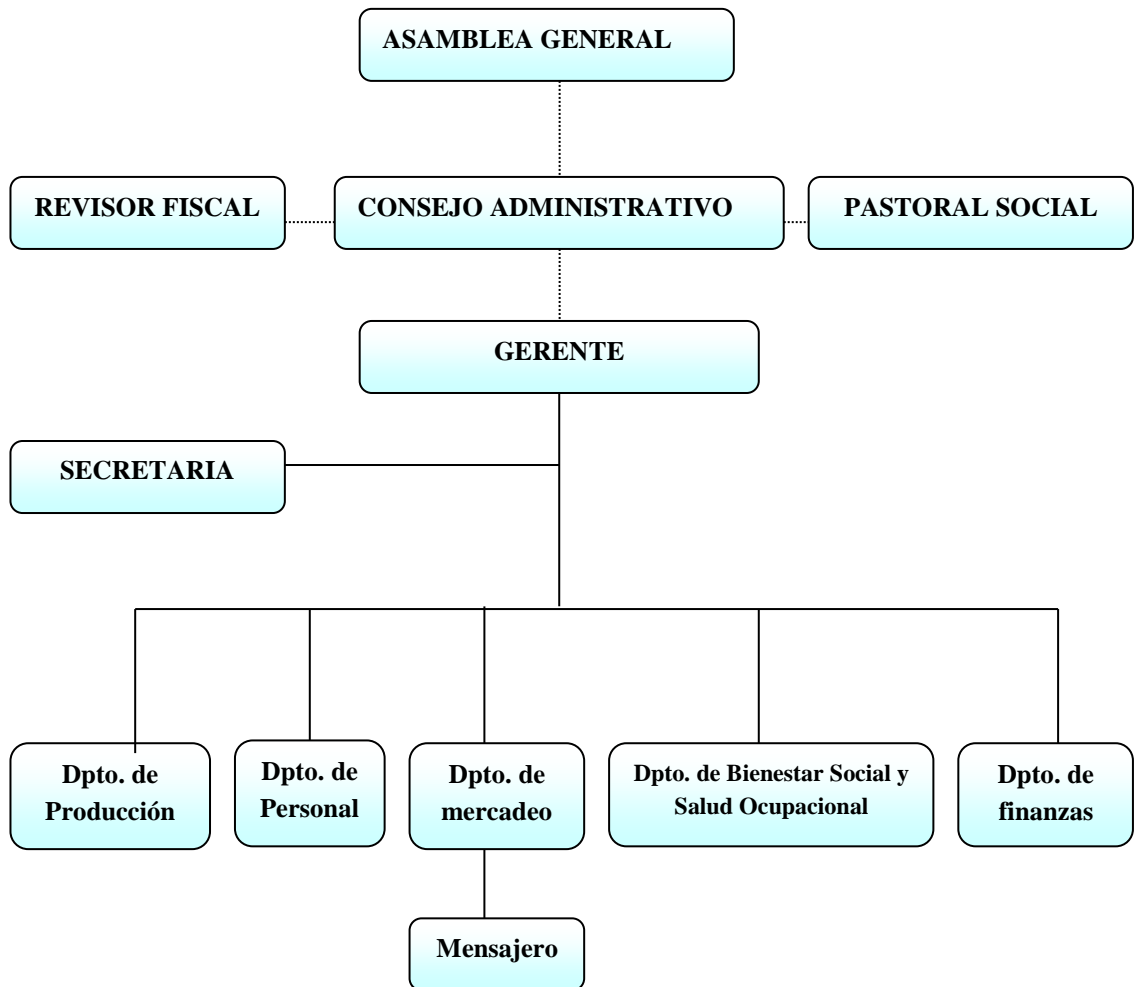 ASAMBLEA GENERAL
REVISOR FISCAL
CONSEJO ADMINISTRATIVO
PASTORAL SOCIAL
GERENTE
SECRETARIA
Dpto. de
Producción
Dpto. de
Personal
Dpto. de
mercadeo
Dpto. de Bienestar Social y
Salud Ocupacional
Dpto. de
finanzas
Mensajero